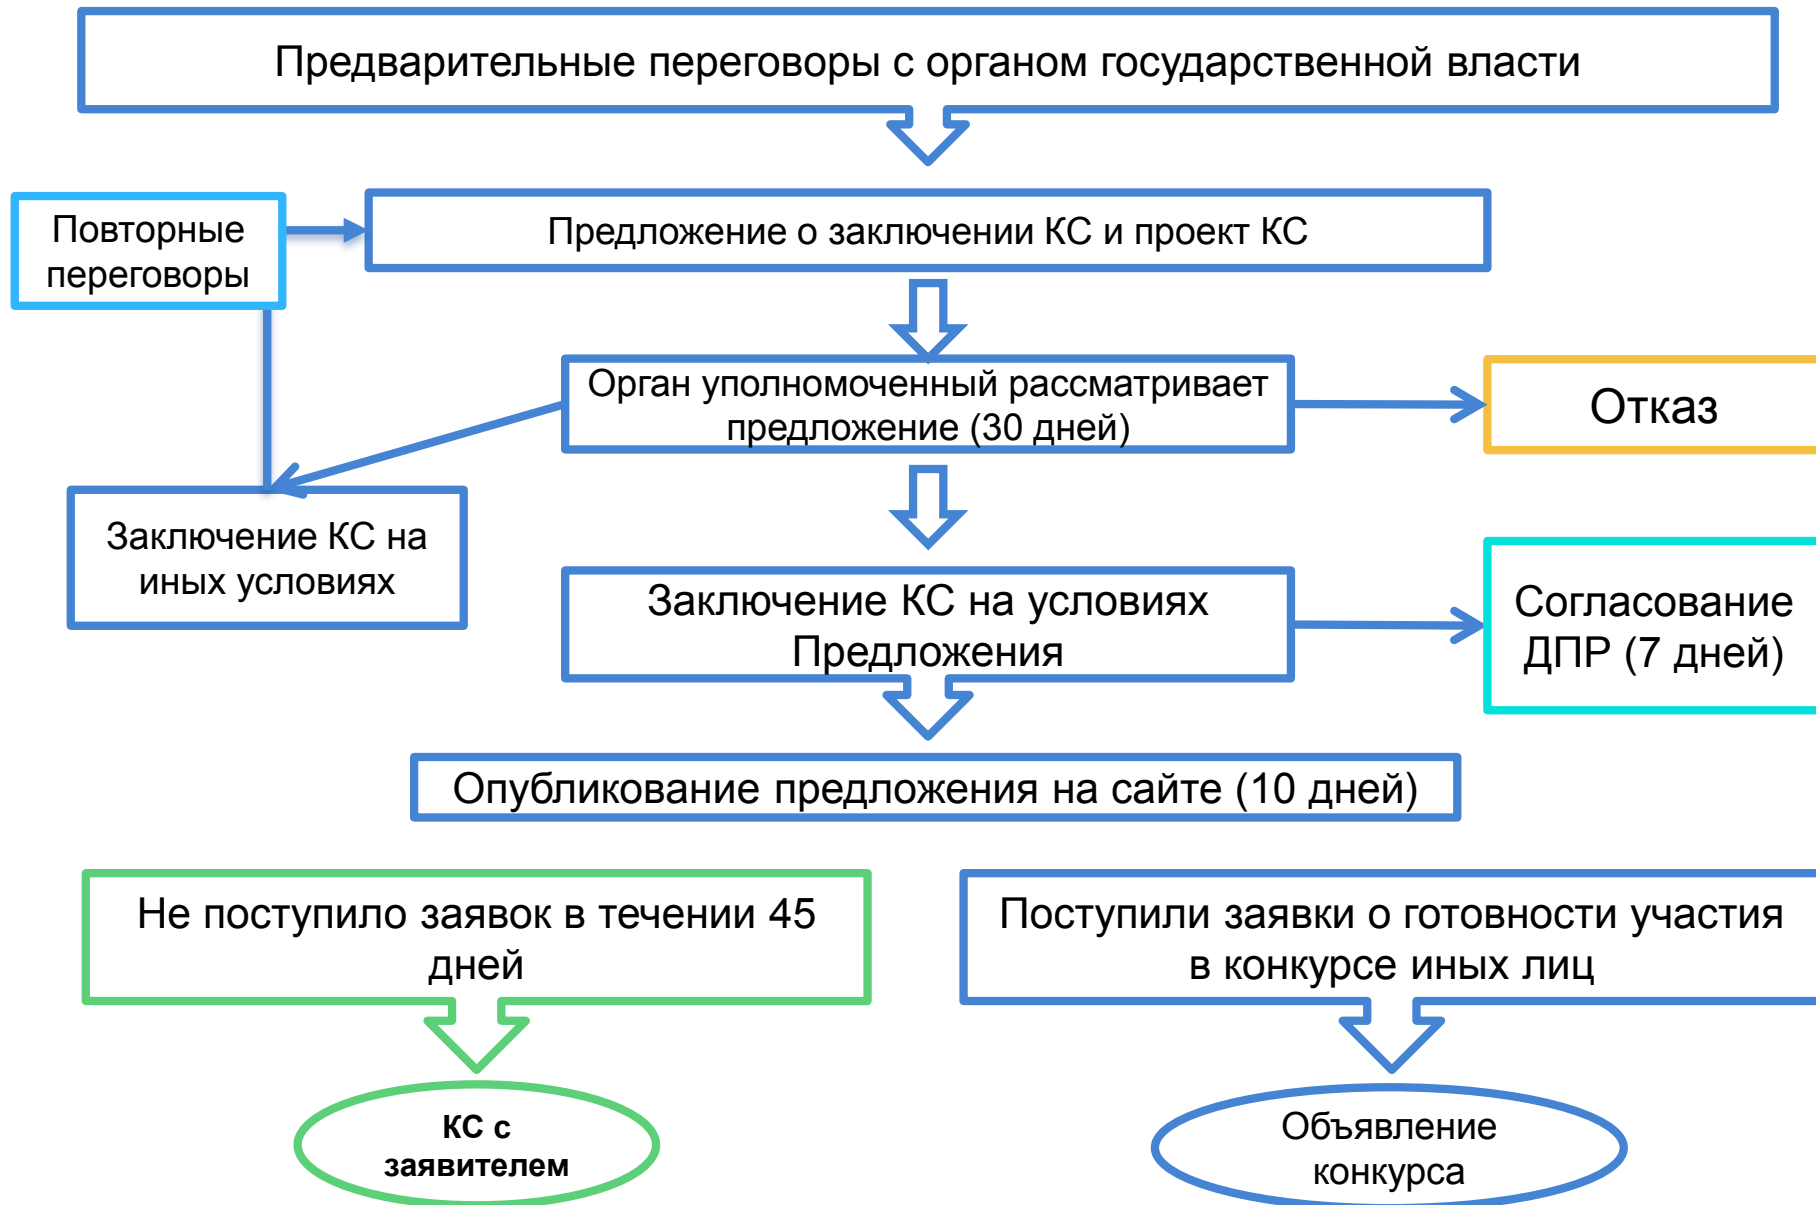 Предварительные переговоры с органом государственной власти
Повторные
переговоры
Предложение о заключении КС и проект КС
Орган уполномоченный рассматривает
предложение (30 дней)
Отказ
Заключение КС на
иных условиях
Заключение КС на условиях
Предложения
Согласование
ДПР (7 дней)
Опубликование предложения на сайте (10 дней)
Не поступило заявок в течении 45
дней
Поступили заявки о готовности участия
в конкурсе иных лиц
КС с
заявителем
Объявление
конкурса